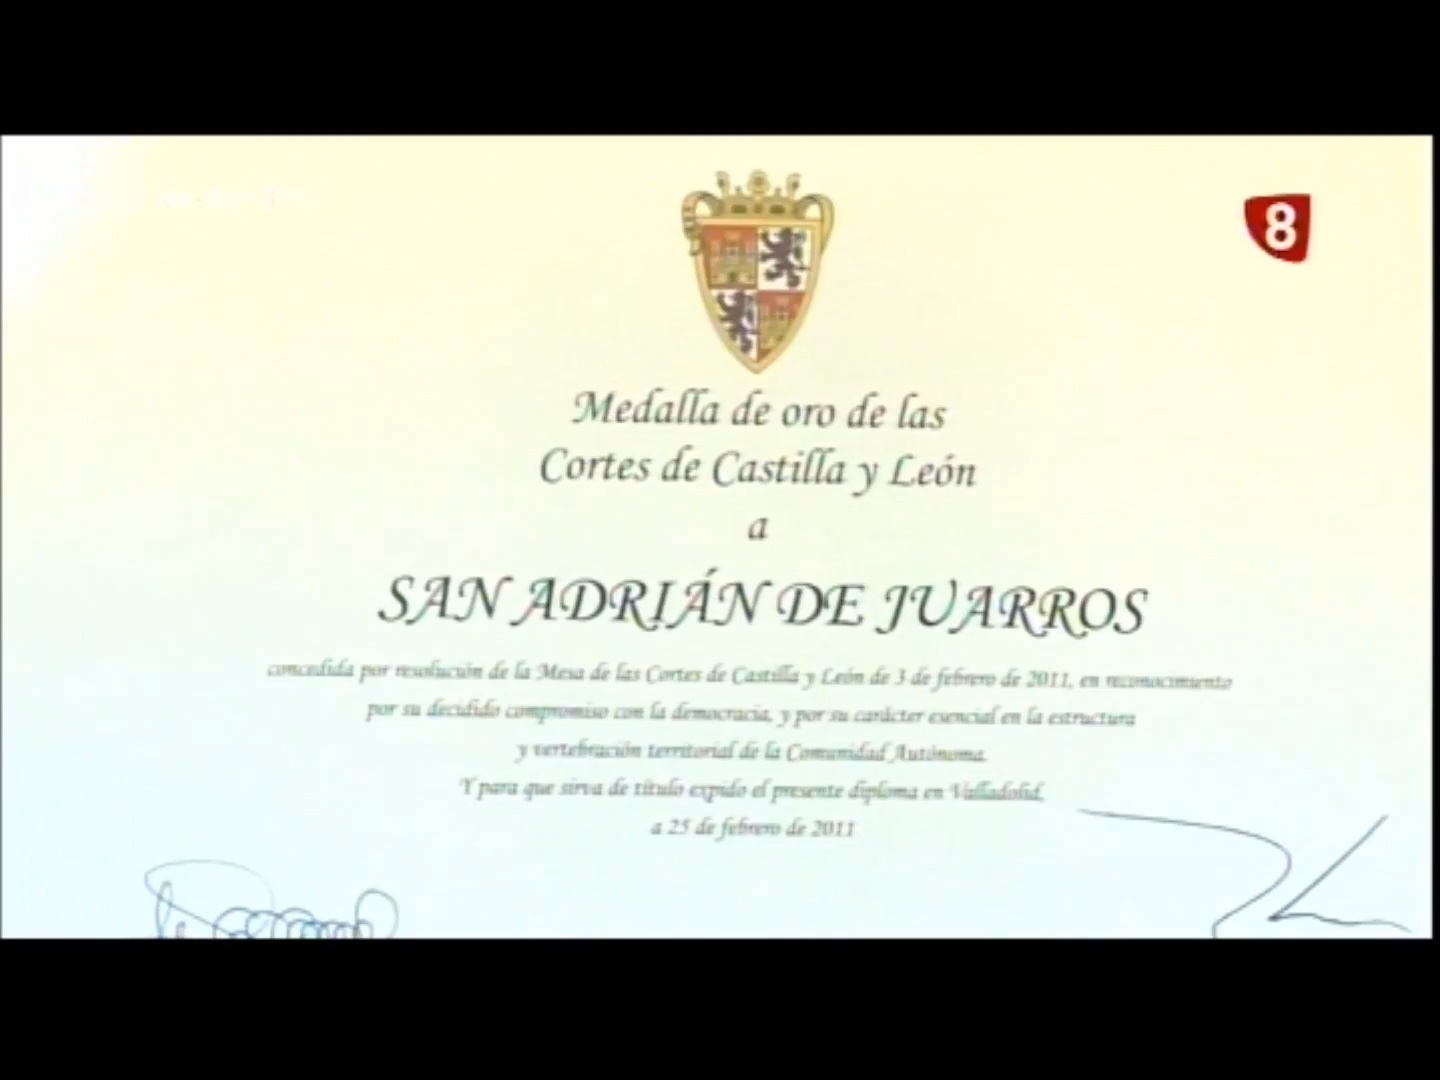 8
Medalla de oro de las
Cortes de Castilla y León
a
SAN ADRIÁN DE JUARROS
concedida por resolución de la Mesa de las Cortes de Castilla y León de 3 de febrero de 2011, en reconocimiento
por su decidido compromiso con la democracia, y por su carácter esencial en la estructura
y vertebración territorial de la Comunidad Autónoma.
Y para que sirva de título expido el presente diploma en Valladolid,
a 25 de febrero de 2011